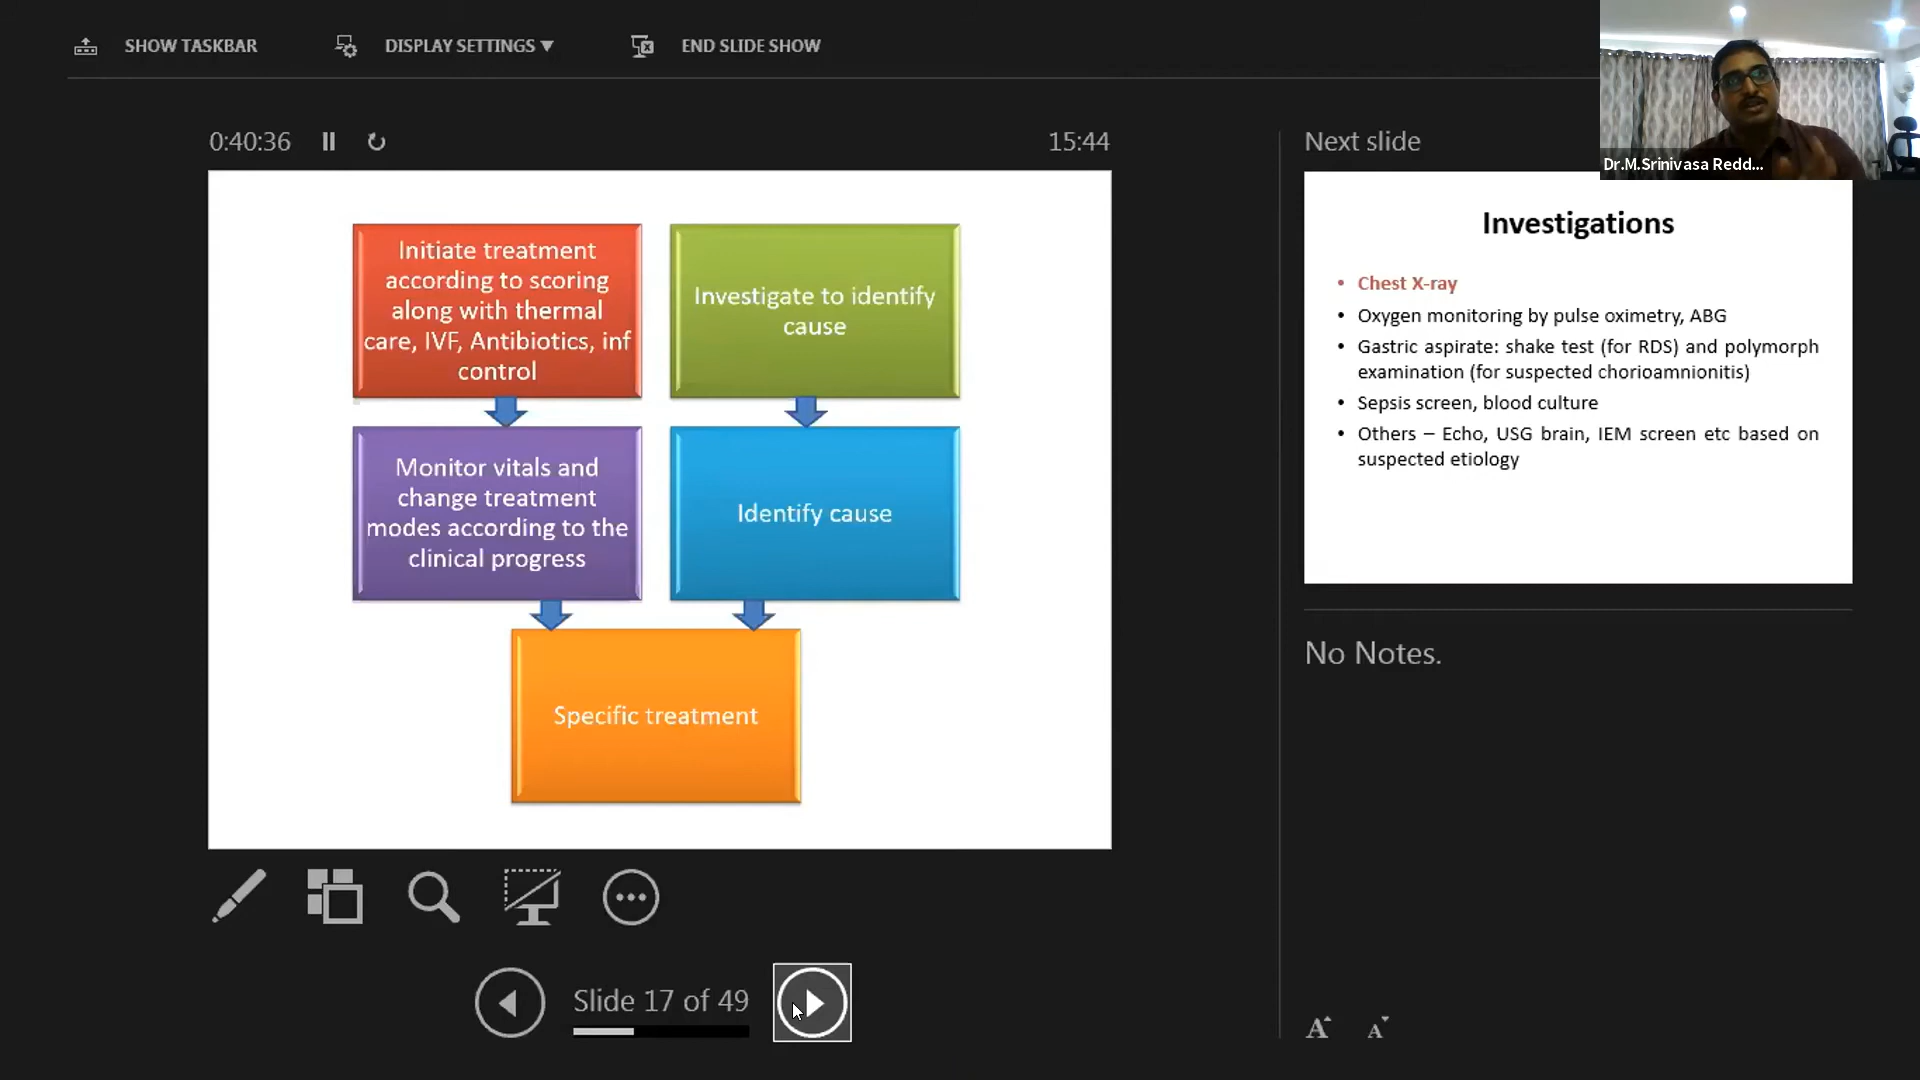 SHOW TASKBAR
DISPLAY SETTINGS ▼
END SLIDE SHOW
Dr.M.Srinivasa Redd...
0:40:36
15:44
Initiate treatment
according to scoring
along with thermal
care, IVF, Antibiotics, inf
control
Investigate to identify
cause
Monitor vitals and
change treatment
modes according to the
clinical progress
Identify cause
Specific treatment
Slide 17 of 49
Next slide
Investigations
• Chest X-ray
• Oxygen monitoring by pulse oximetry, ABG
• Gastric aspirate: shake test (for RDS) and polymorph
examination (for suspected chorioamnionitis)
• Sepsis screen, blood culture
• Others – Echo, USG brain, IEM screen etc based on
suspected etiology
No Notes.
A A